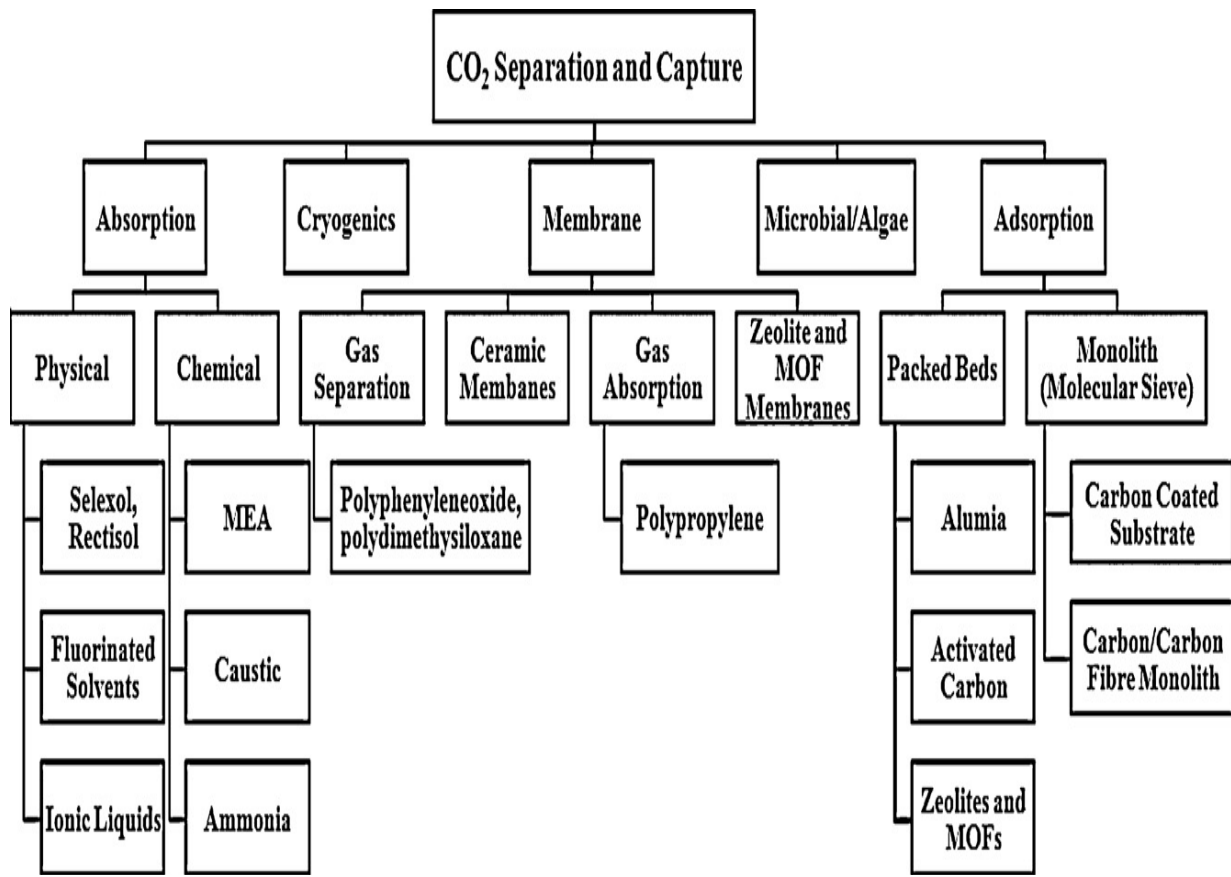 CO₂ Separation and Capture
Absorption
Cryogenics
Membrane
Microbial/Algae
Adsorption
Physical
Chemical
Gas
Separation
Ceramic
Membanes
Gas
Absorption
Zeolite and
MOF
Membranes
Packed Beds
Monolith
(Molecular Sieve)
Selexol,
Rectisol
MEA
Polyphenyleneoxide,
polydimethysiloxane
Polypropylene
Alumia
Carbon Coated
Substrate
Fluorinated
Solvents
Caustic
Activated
Carbon
Carbon/Carbon
Fibre Monolith
Ionic Liquids
Ammonia
Zeolites and
MOFs